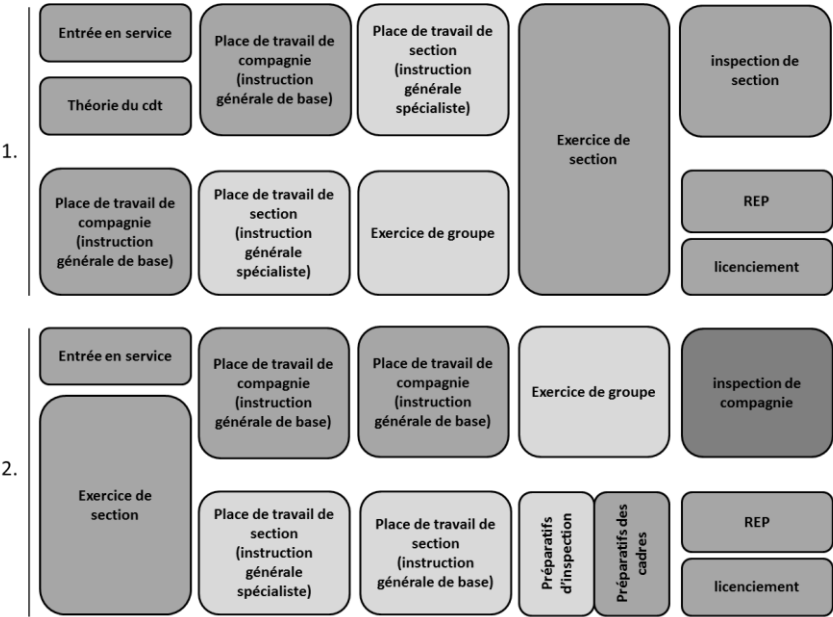 1.
Entrée en service
Théorie du cdt
Place de travail de
compagnie
(instruction
générale de base)
Place de travail de
compagnie
(instruction
générale de base)
Place de travail de
section
(instruction
générale
spécialiste)
Place de travail de
section
(instruction
générale
spécialiste)
Exercice de groupe
Exercice de
section
inspection de
section
REP
licenciement
2.
Entrée en service
Exercice de
section
Place de travail de
compagnie
(instruction
générale de base)
Place de travail de
section
(instruction
générale
spécialiste)
Place de travail de
compagnie
(instruction
générale de base)
Place de travail de
section
(instruction
générale de base)
Exercice de groupe
Préparatifs
d'inspection
Préparatifs des
cadres
inspection de
compagnie
REP
licenciement